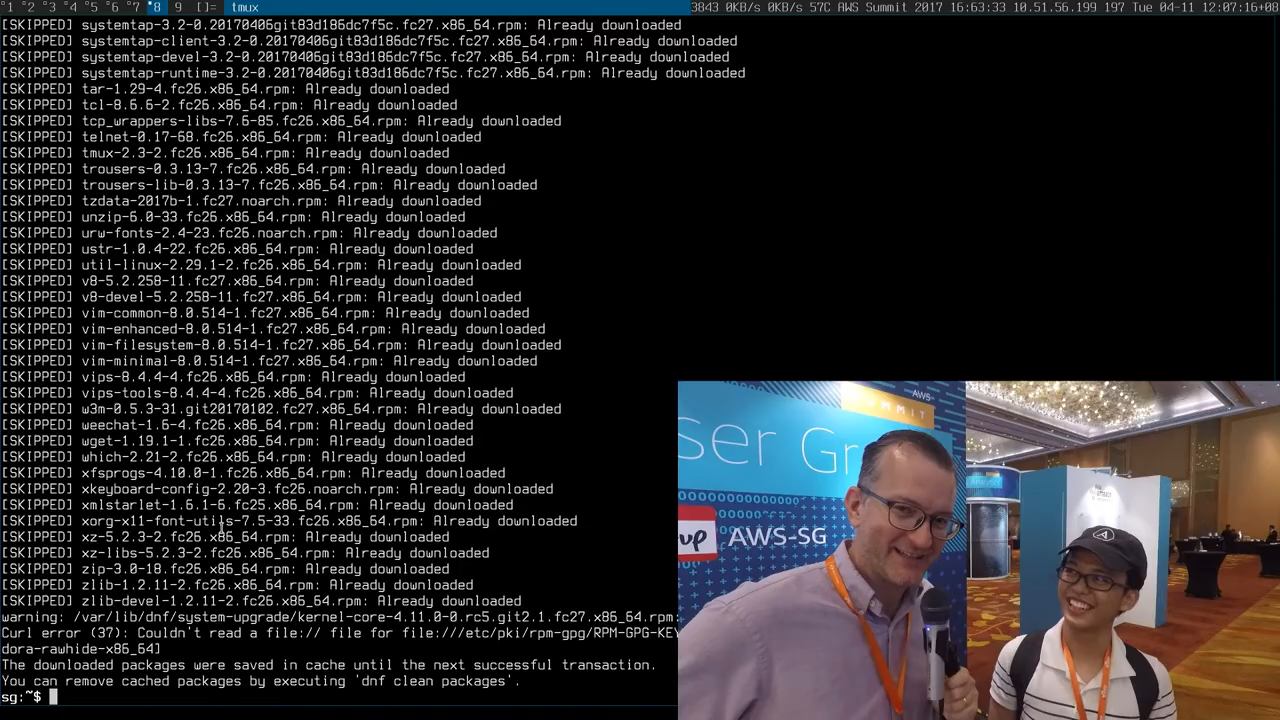 1 2 3 4 5 6 7 8 9 []= tmux 3843 0KB/s 0KB/s 57C AWS Summit 2017 16:63:33 10.51.56.199 197 Tue 04-11 12:07:16+08
[SKIPPED] systemtap-3.2-0.20170406git83d186dc7f5c.fc27.x86_64.rpm: Already downloaded
[SKIPPED] systemtap-client-3.2-0.20170406git83d186dc7f5c.fc27.x86_64.rpm: Already downloaded
[SKIPPED] systemtap-devel-3.2-0.20170406git83d186dc7f5c.fc27.x86_64.rpm: Already downloaded
[SKIPPED] systemtap-runtime-3.2-0.20170406git83d186dc7f5c.fc27.x86_64.rpm: Already downloaded
[SKIPPED] tar-1.29-4.fc26.x86_64.rpm: Already downloaded
[SKIPPED] tcl-8.6.6-2.fc26.x86_64.rpm: Already downloaded
[SKIPPED] tcp_wrappers-libs-7.6-85.fc26.x86_64.rpm: Already downloaded
[SKIPPED] telnet-0.17-68.fc26.x86_64.rpm: Already downloaded
[SKIPPED] tmux-2.3-2.fc26.x86_64.rpm: Already downloaded
[SKIPPED] trousers-0.3.13-7.fc26.x86_64.rpm: Already downloaded
[SKIPPED] trousers-lib-0.3.13-7.fc26.x86_64.rpm: Already downloaded
[SKIPPED] tzdata-2017b-1.fc27.noarch.rpm: Already downloaded
[SKIPPED] unzip-6.0-33.fc26.x86_64.rpm: Already downloaded
[SKIPPED] urw-fonts-2.4-23.fc26.noarch.rpm: Already downloaded
[SKIPPED] ustr-1.0.4-22.fc26.x86_64.rpm: Already downloaded
[SKIPPED] util-linux-2.29.1-2.fc26.x86_64.rpm: Already downloaded
[SKIPPED] v8-5.2.258-11.fc27.x86_64.rpm: Already downloaded
[SKIPPED] v8-devel-5.2.258-11.fc27.x86_64.rpm: Already downloaded
[SKIPPED] vim-common-8.0.514-1.fc27.x86_64.rpm: Already downloaded
[SKIPPED] vim-enhanced-8.0.514-1.fc27.x86_64.rpm: Already downloaded
[SKIPPED] vim-filesystem-8.0.514-1.fc27.x86_64.rpm: Already downloaded
[SKIPPED] vim-minimal-8.0.514-1.fc27.x86_64.rpm: Already downloaded
[SKIPPED] vips-8.4.4-4.fc26.x86_64.rpm: Already downloaded
[SKIPPED] vips-tools-8.4.4-4.fc26.x86_64.rpm: Already downloaded
[SKIPPED] w3m-0.5.3-31.git20170102.fc26.x86_64.rpm: Already downloaded
[SKIPPED] weechat-1.6-4.fc26.x86_64.rpm: Already downloaded
[SKIPPED] wget-1.19.1-1.fc26.x86_64.rpm: Already downloaded
[SKIPPED] which-2.21-2.fc26.x86_64.rpm: Already downloaded
[SKIPPED] xfsprogs-4.10.0-1.fc26.x86_64.rpm: Already downloaded
[SKIPPED] xkeyboard-config-2.20-3.fc26.noarch.rpm: Already downloaded
[SKIPPED] xmlstarlet-1.6.1-6.fc26.x86_64.rpm: Already downloaded
[SKIPPED] xorg-x11-font-utils-7.5-33.fc26.x86_64.rpm: Already downloaded
[SKIPPED] xz-5.2.3-2.fc26.x86_64.rpm: Already downloaded
[SKIPPED] xz-libs-5.2.3-2.fc26.x86_64.rpm: Already downloaded
[SKIPPED] zip-3.0-18.fc26.x86_64.rpm: Already downloaded
[SKIPPED] zlib-1.2.11-2.fc26.x86_64.rpm: Already downloaded
[SKIPPED] zlib-devel-1.2.11-2.fc26.x86_64.rpm: Already downloaded
warning: /var/lib/dnf/system-upgrade/kernel-core-4.11.0-0.rc5.git2.1.fc27.x86_64.rpm:
Curl error (37): Couldn't read a file:// file for file:///etc/pki/rpm-gpg/RPM-GPG-KEY
dora-rawhide-x86_64]
The downloaded packages were saved in cache until the next successful transaction.
You can remove cached packages by executing 'dnf clean packages'.
sg:~$
AWS
SUMMIT
ser Gr
up
AWS-SG